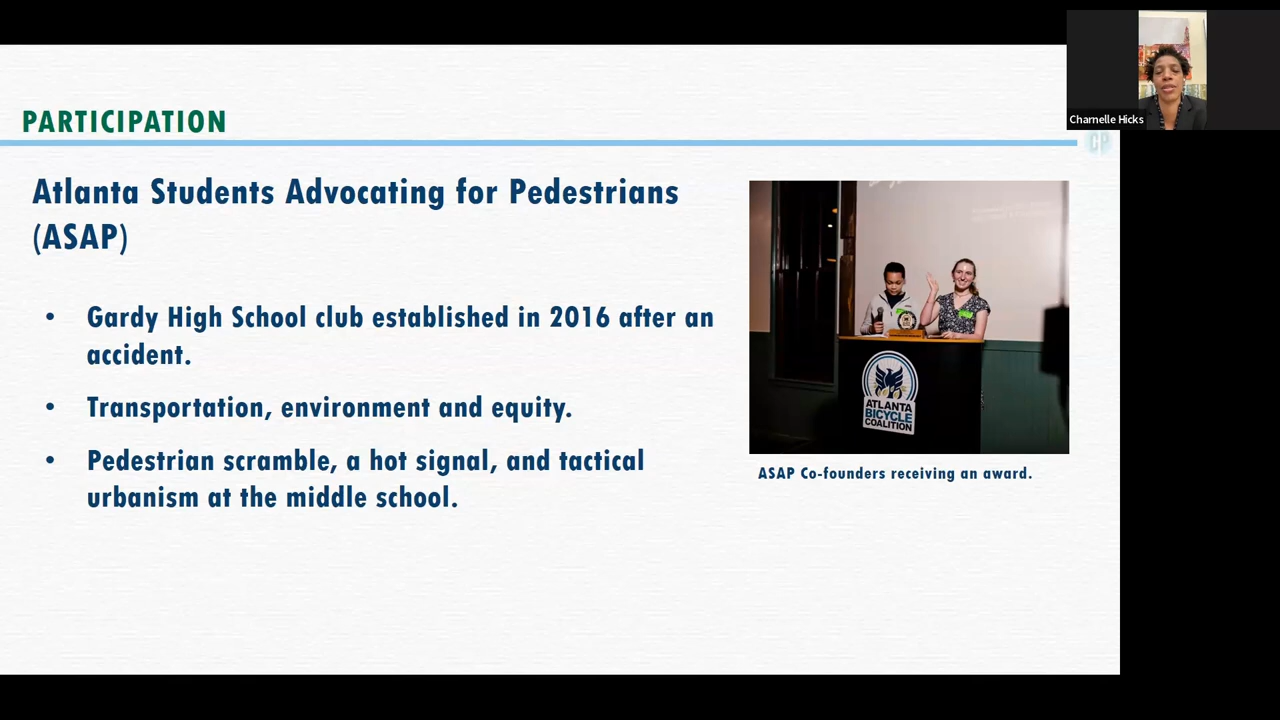 Charnelle Hicks
PARTICIPATION
CP
Atlanta Students Advocating for Pedestrians
(ASAP)
• Gardy High School club established in 2016 after an
accident.
• Transportation, environment and equity.
• Pedestrian scramble, a hot signal, and tactical
urbanism at the middle school.
ATLANTA
BICYCLE
COALITION
ASAP Co-founders receiving an award.